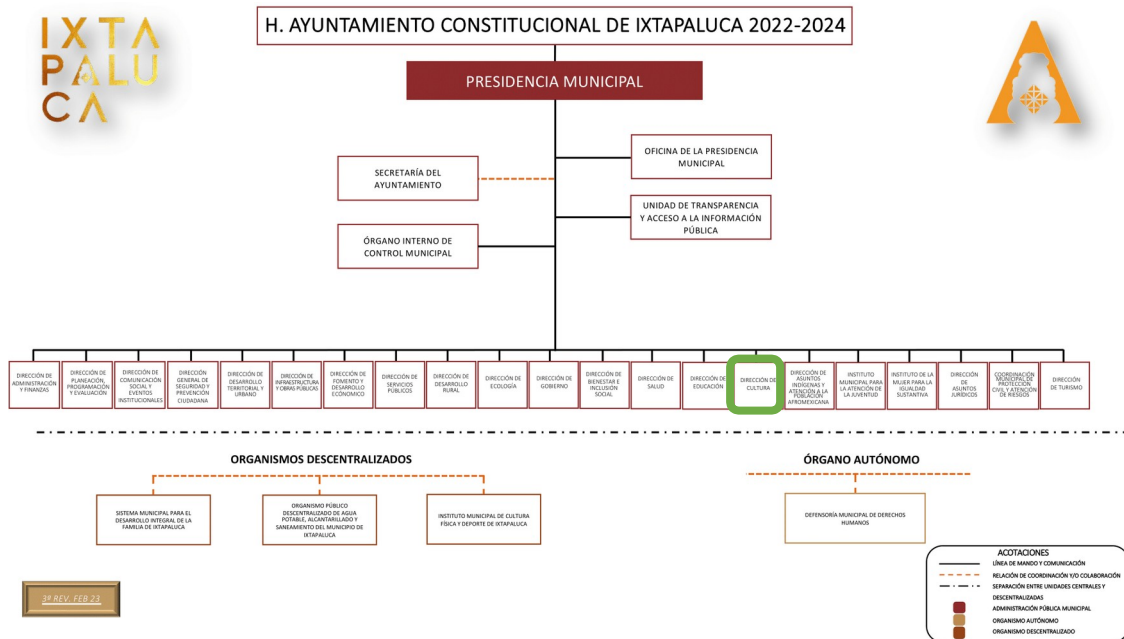 IXTA
PALU
CA
H. AYUNTAMIENTO CONSTITUCIONAL DE IXTAPALUCA 2022-2024
PRESIDENCIA MUNICIPAL
OFICINA DE LA PRESIDENCIA
MUNICIPAL
SECRETARÍA DEL
AYUNTAMIENTO
UNIDAD DE TRANSPARENCIA
Y ACCESO A LA INFORMACIÓN
PÚBLICA
ÓRGANO INTERNO DE
CONTROL MUNICIPAL
DIRECCIÓN DE
ADMINISTRACIÓN
Y FINANZAS
DIRECCIÓN DE
PLANEACIÓN,
PROGRAMACIÓN
Y EVALUACIÓN
DIRECCIÓN DE
COMUNICACIÓN
SOCIAL Y
EVENTOS
INSTITUCIONALES
DIRECCIÓN
GENERAL DE
SEGURIDAD Y
PREVENCIÓN
CIUDADANA
DIRECCIÓN DE
DESARROLLO
TERRITORIAL Y
URBANO
DIRECCIÓN DE
INFRAESTRUCTURA
Y OBRAS PÚBLICAS
DIRECCIÓN DE
FOMENTO Y
DESARROLLO
ECONÓMICO
DIRECCIÓN DE
SERVICIOS
PÚBLICOS
DIRECCIÓN DE
DESARROLLO
RURAL
DIRECCIÓN DE
ECOLOGÍA
DIRECCIÓN DE
GOBIERNO
DIRECCIÓN DE
BIENESTAR E
INCLUSIÓN
SOCIAL
DIRECCIÓN DE
SALUD
DIRECCIÓN DE
EDUCACIÓN
DIRECCIÓN DE
CULTURA
DIRECCIÓN DE
ASUNTOS
INDÍGENAS Y
ATENCIÓN A LA
POBLACIÓN
AFROMEXICANA
INSTITUTO
MUNICIPAL PARA
LA ATENCIÓN DE
LA JUVENTUD
INSTITUTO DE LA
MUJER PARA LA
IGUALDAD
SUSTANTIVA
DIRECCIÓN
DE
ASUNTOS
JURÍDICOS
COORDINACIÓN
MUNICIPAL DE
PROTECCIÓN
CIVIL Y ATENCIÓN
DE RIESGOS
DIRECCIÓN
DE TURISMO
ORGANISMOS DESCENTRALIZADOS
ÓRGANO AUTÓNOMO
SISTEMA MUNICIPAL PARA EL
DESARROLLO INTEGRAL DE LA
FAMILIA DE IXTAPALUCA
ORGANISMO PÚBLICO
DESCENTRALIZADO DE AGUA
POTABLE, ALCANTARILLADO Y
SANEAMIENTO DEL MUNICIPIO DE
IXTAPALUCA
INSTITUTO MUNICIPAL DE CULTURA
FÍSICA Y DEPORTE DE IXTAPALUCA
DEFENSORÍA MUNICIPAL DE DERECHOS
HUMANOS
ACOTACIONES
LÍNEA DE MANDO Y COMUNICACIÓN
RELACIÓN DE COORDINACIÓN Y/O COLABORACIÓN
SEPARACIÓN ENTRE UNIDADES CENTRALES Y
DESCENTRALIZADAS
ADMINISTRACIÓN PÚBLICA MUNICIPAL
ORGANISMO AUTÓNOMO
ORGANISMO DESCENTRALIZADO
3ª REV. FEB 23